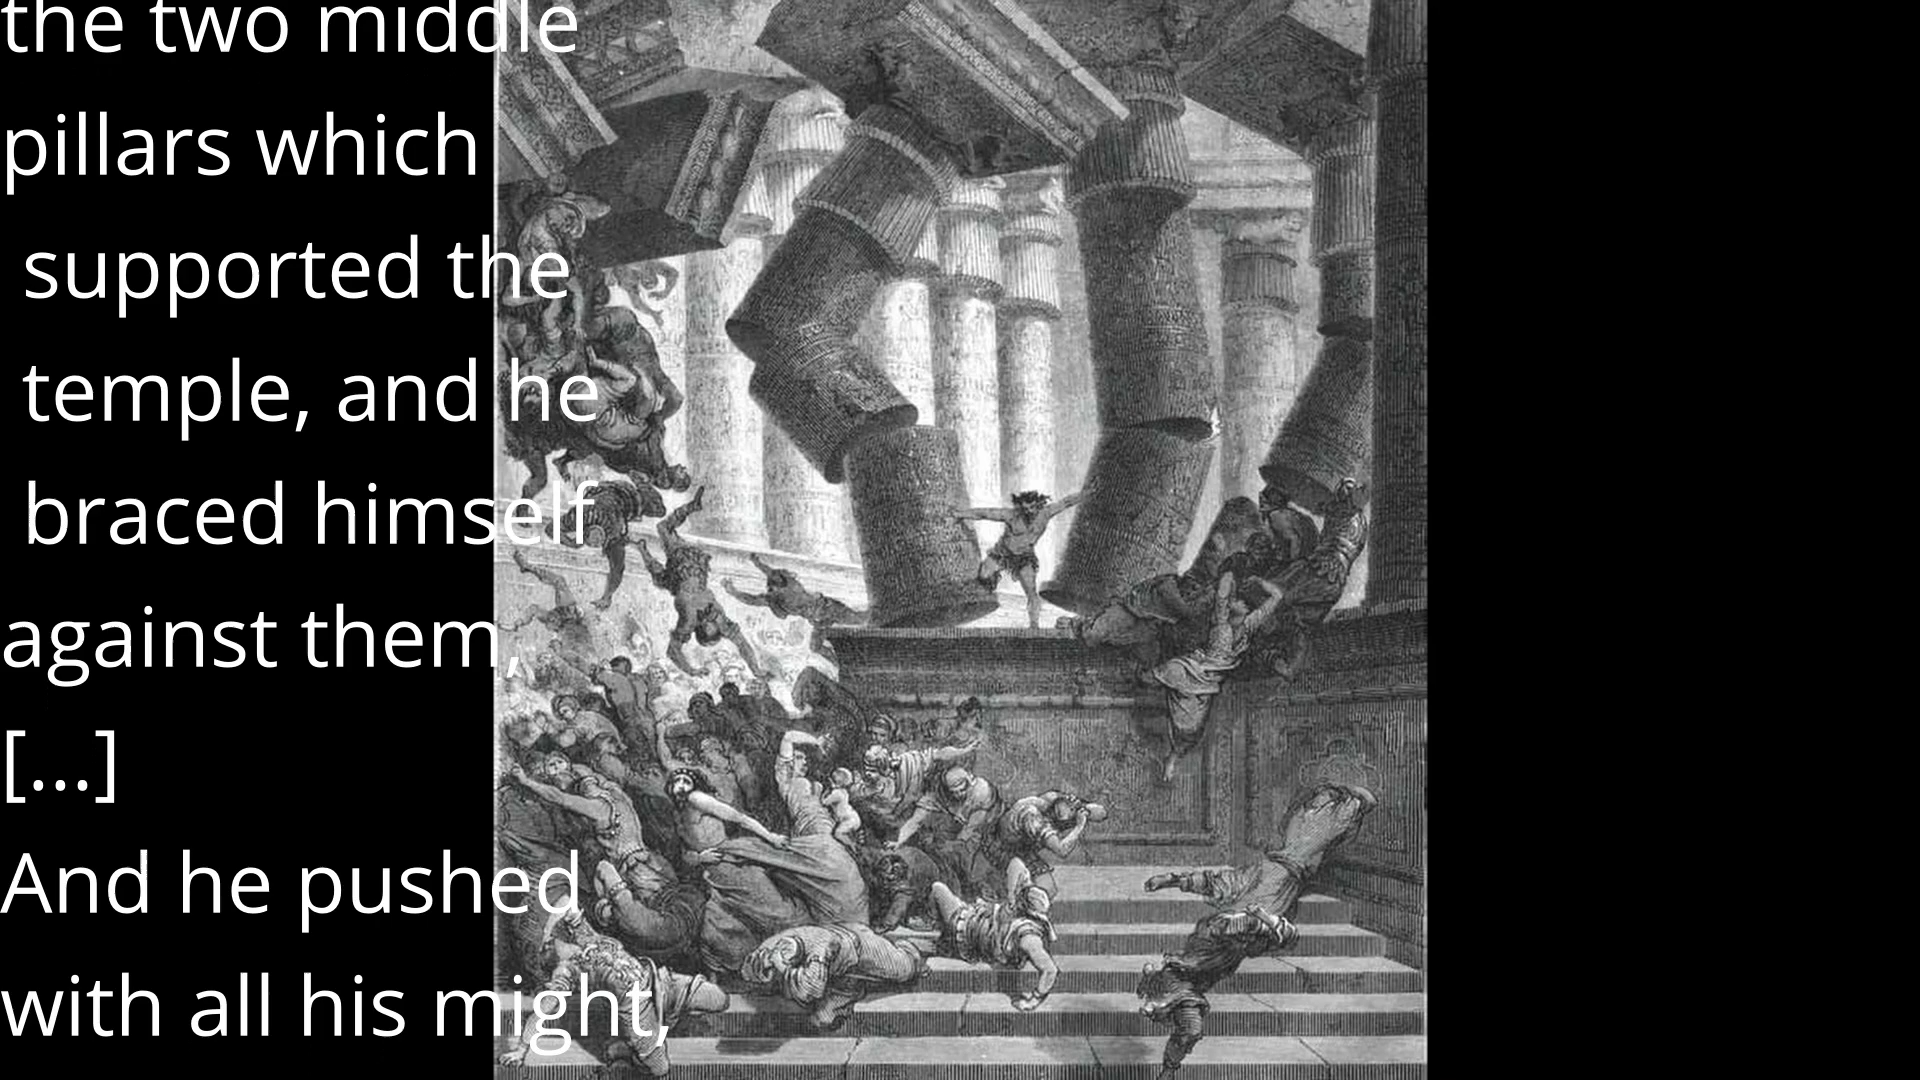 the two middle
pillars which
supported the
temple, and he
braced himself
against them,
[...]
And he pushed
with all his might,